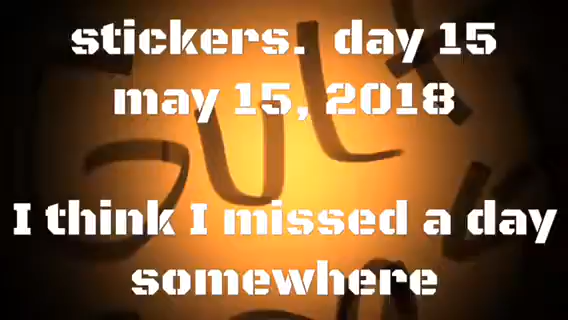 stickers. day 15
may 15, 2018
I think I missed a day
somewhere